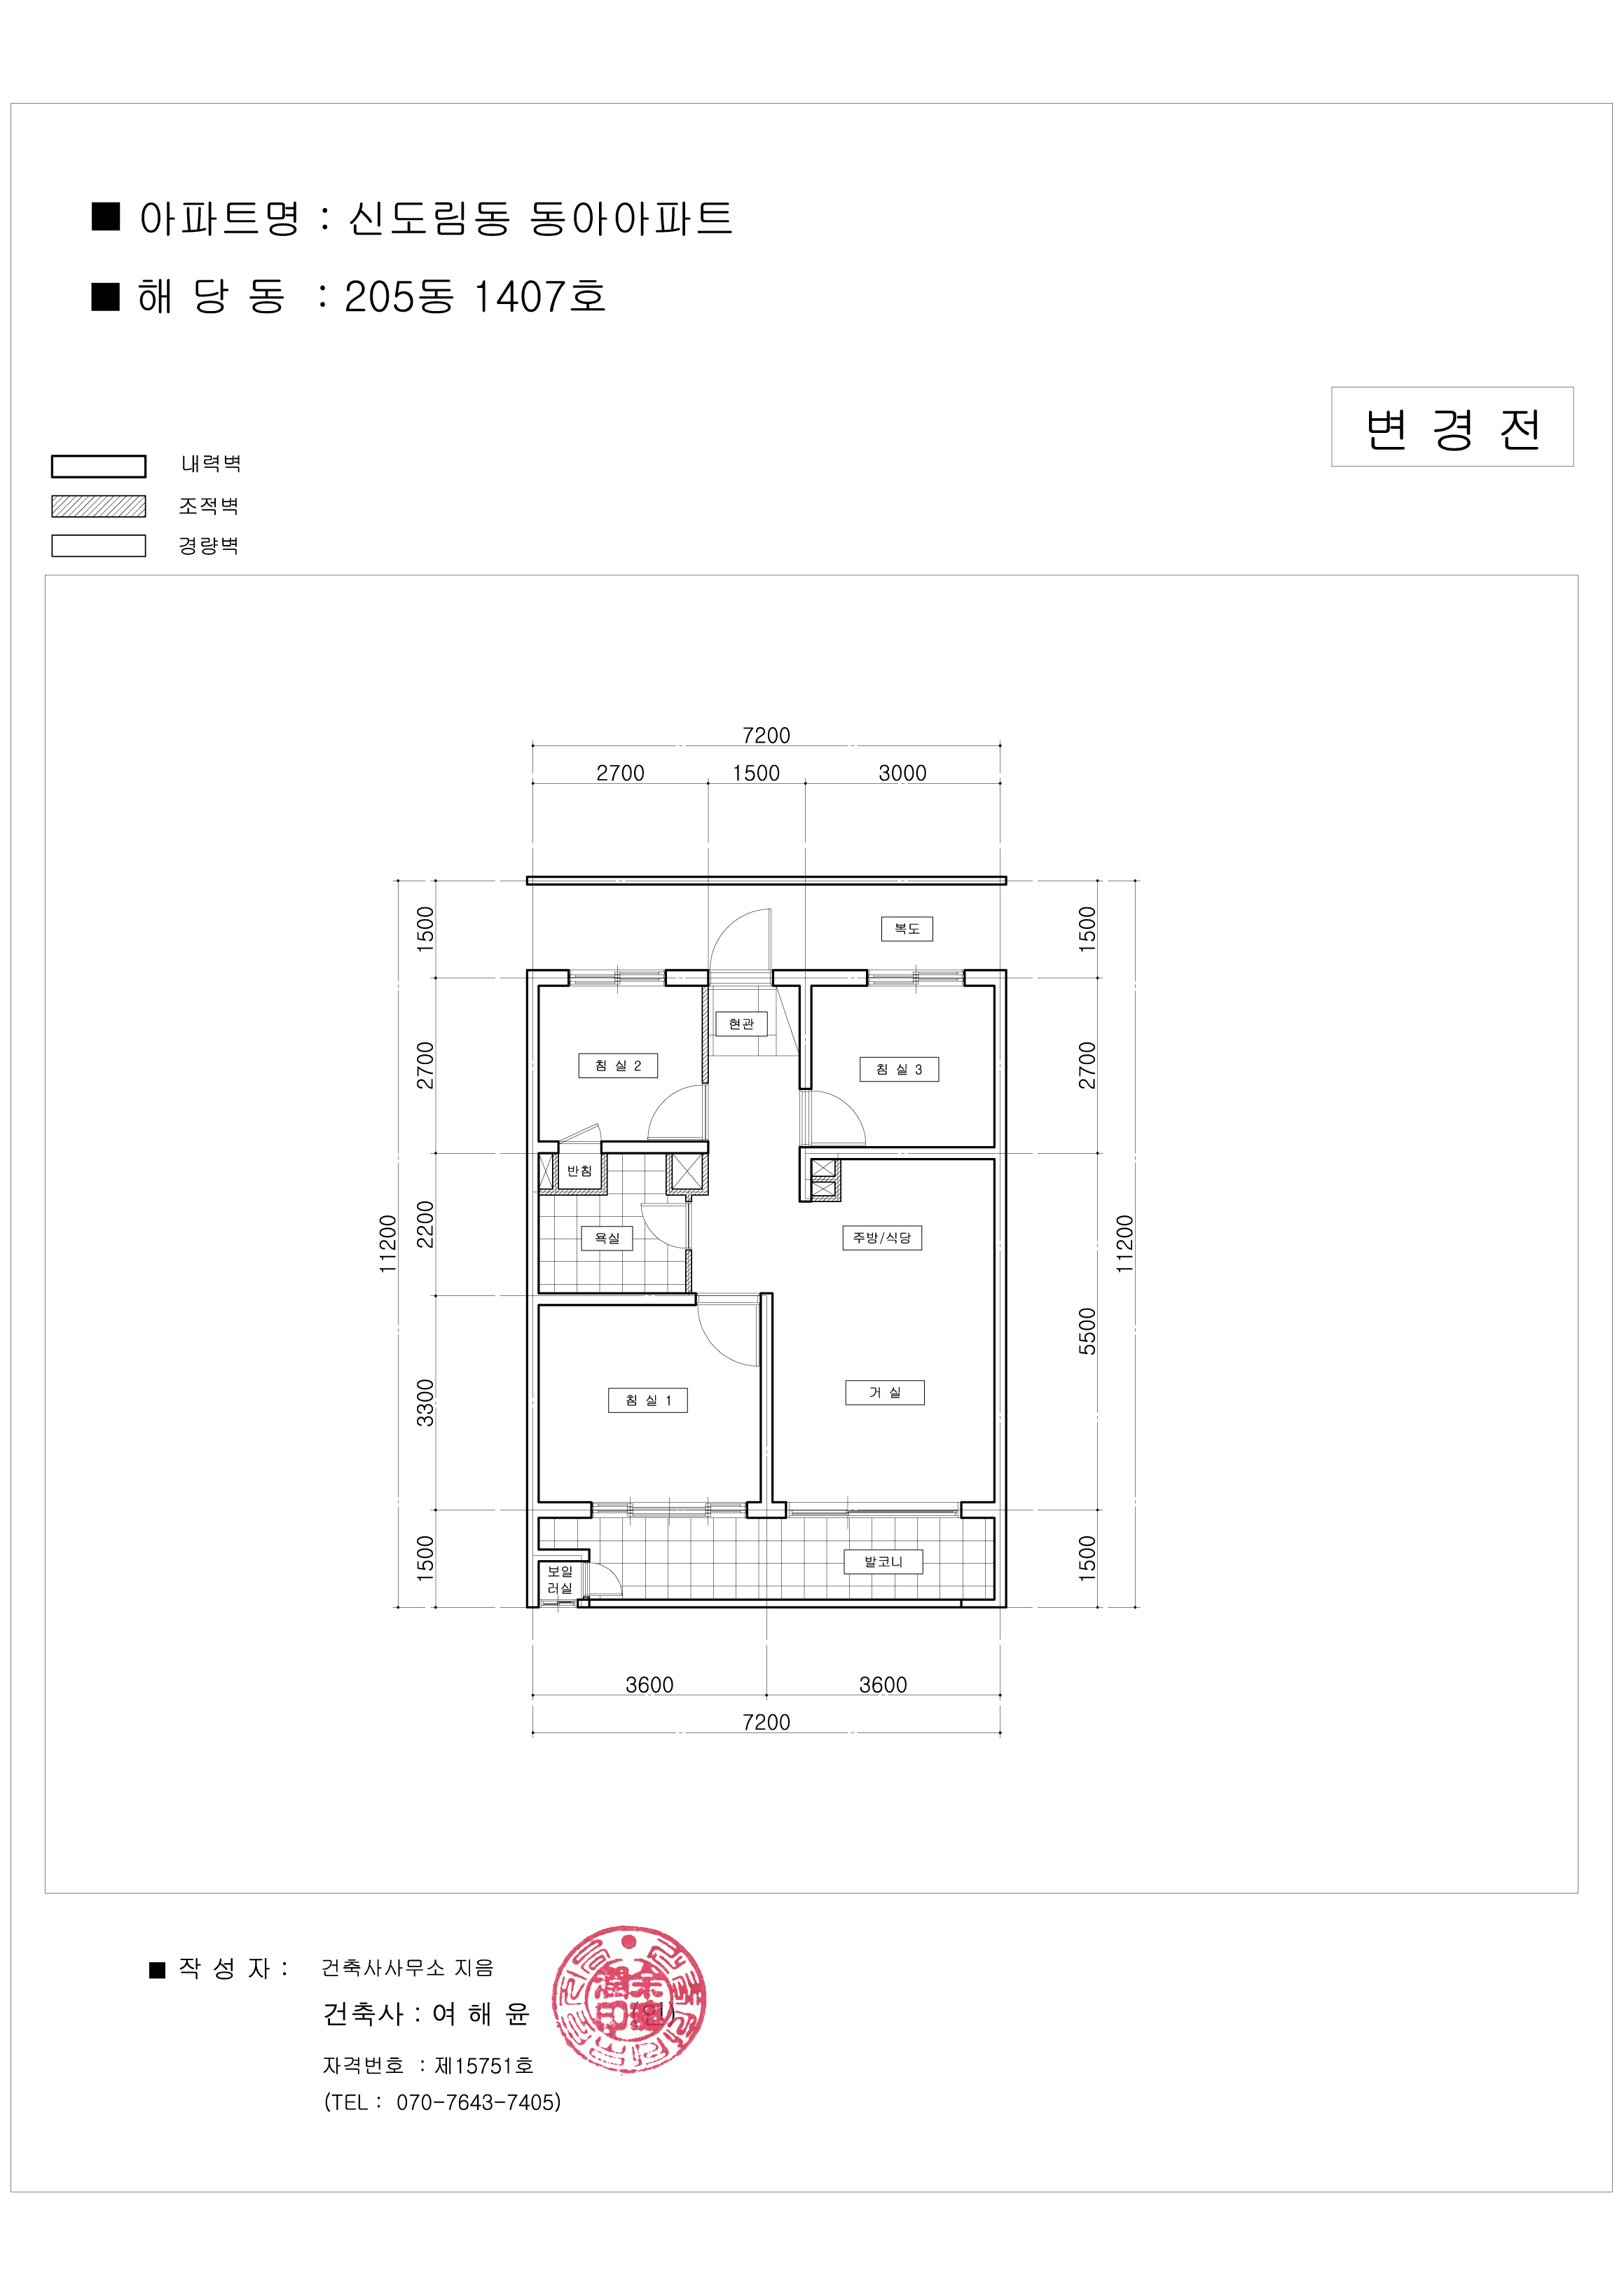 ■ 아파트명 : 신도림동 동아아파트
■ 해 당 동 : 205동 1407호
변 경 전
내력벽
조적벽
경량벽
7200
2700 1500 3000
1500
2700
2200
3300
1500
11200
1500
2700
5500
1500
11200
복도
현관
침 실 2
침 실 3
반침
욕실
주방/식당
침 실 1
거 실
발코니
보일
러실
3600 3600
7200
■ 작 성 자 : 건축사사무소 지음
건축사 : 여 해 윤 (인)
자격번호 : 제15751호
(TEL : 070-7643-7405)